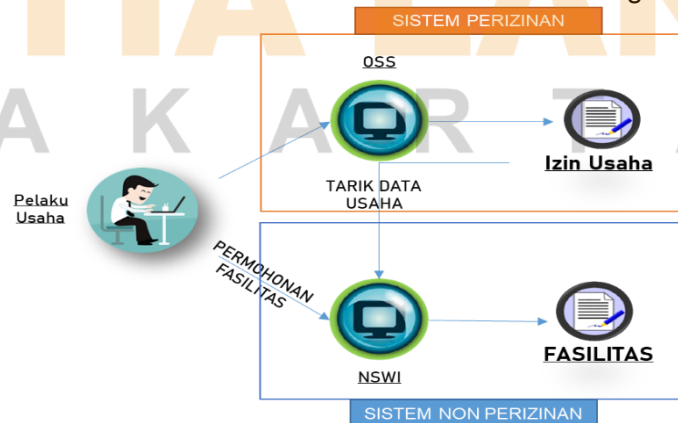 SISTEM PERIZINAN
OSS
Izin Usaha
TARIK DATA
USAHA
Pelaku
Usaha
PERMOHONAN
FASILITAS
NSWI
FASILITAS
SISTEM NON PERIZINAN
A K A R T A